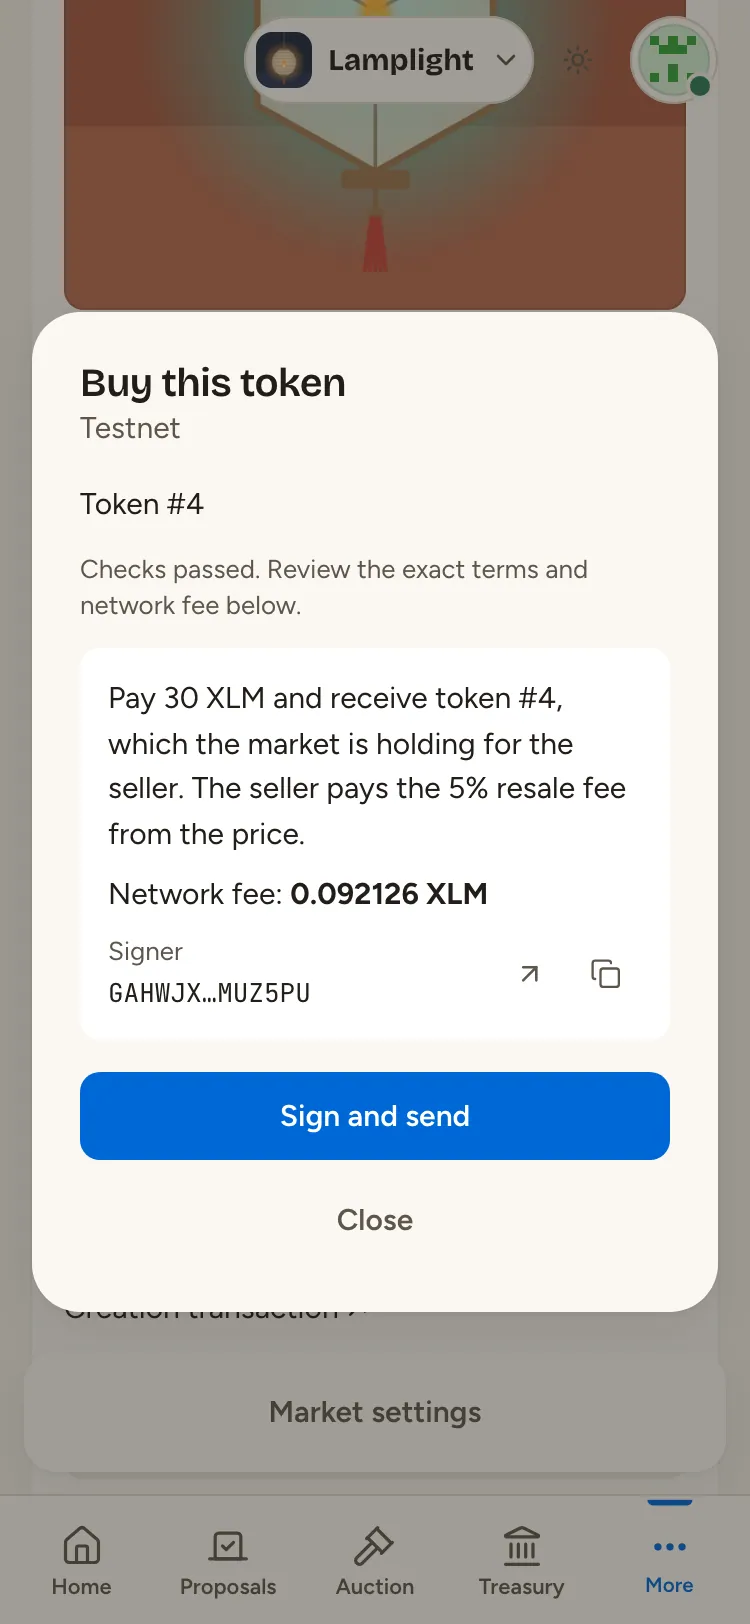 Lamplight
Buy this token
Testnet
Token #4
Checks passed. Review the exact terms and
network fee below.
Pay 30 XLM and receive token #4,
which the market is holding for the
seller. The seller pays the 5% resale fee
from the price.
Network fee: 0.092126 XLM
Signer
GAHWJX…MUZ5PU
Sign and send
Close
Creation transaction ↗
Market settings
Home
Proposals
Auction
Treasury
More